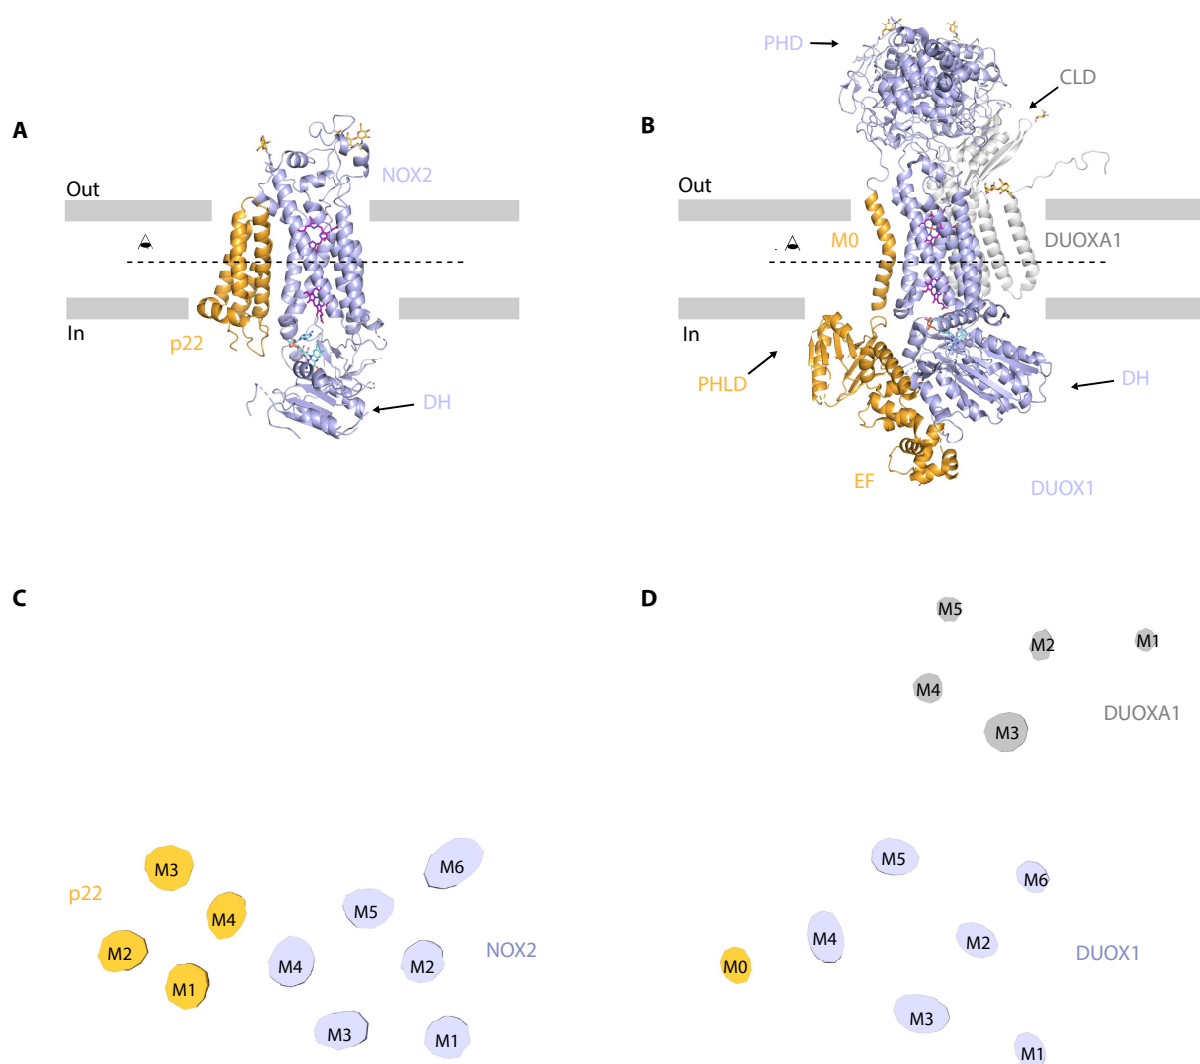 A
Out
NOX2
p22
In
DH
B
PHD
CLD
Out
M0
DUOXA1
In
PHLD
DH
EF
DUOX1
C
M3
p22
M4
M2
M1
M6
M5
M4
M2
NOX2
M3
M1
D
M5
M2
M1
M4
DUOXA1
M3
M5
M6
M4
M2
DUOX1
M0
M3
M1